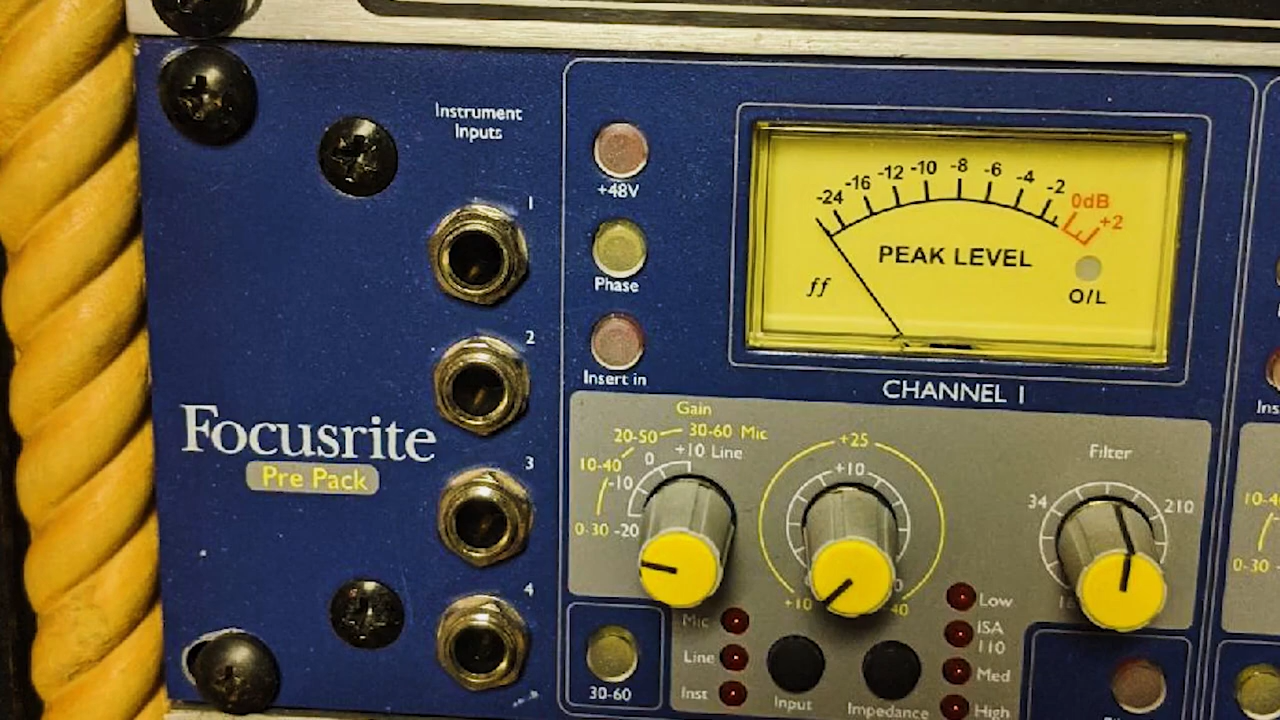 Instrument
Inputs
1
2
3
4
Focusrite
Pre Pack
+48V
Phase
Insert in
-24 -16 -12 -10 -8 -6 -4 -2 0dB +2
PEAK LEVEL
ff
O/L
CHANNEL 1
Gain
20-50
30-60 Mic
10-40
0
+10 Line
-10
0-30
-20
+25
+10
+10
Filter
34
210
30-60
Mic
Line
Inst
Input
Impedance
Low
ISA
110
Med
High
0-30